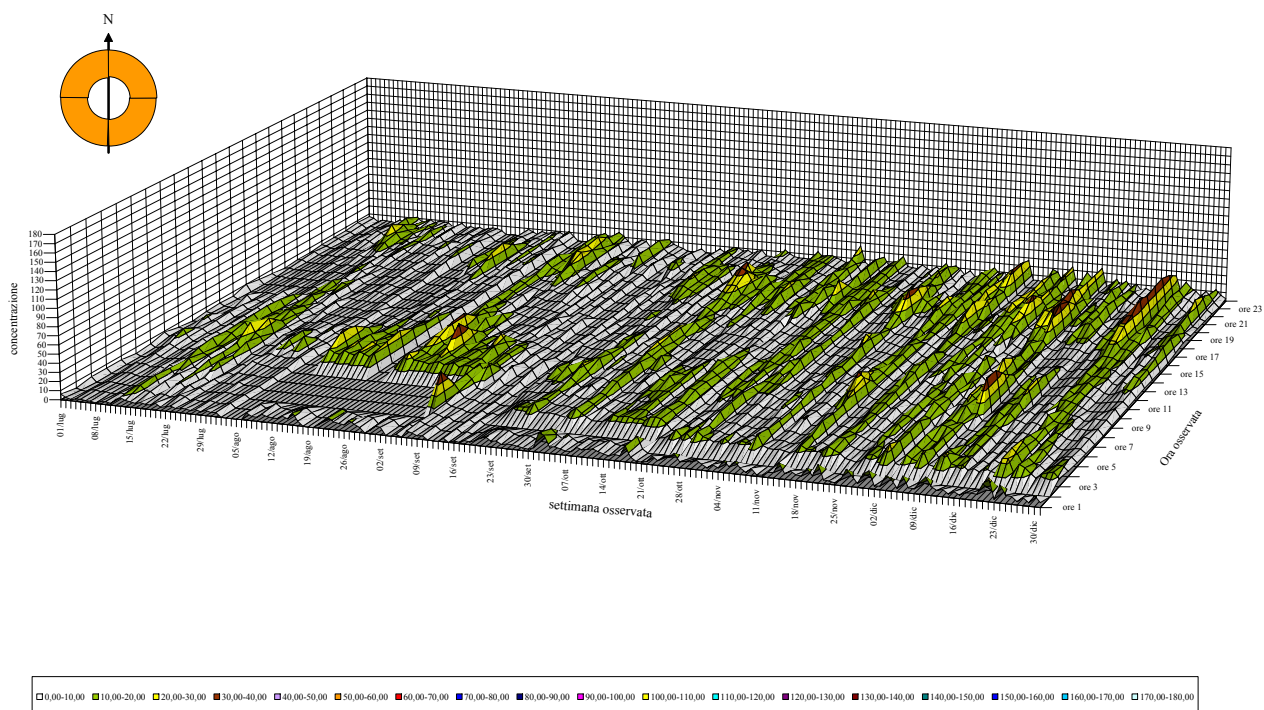 N
180
170
160
150
140
130
120
110
100
90
80
70
60
50
40
30
20
10
0
concentrazione
01/lug
08/lug
15/lug
22/lug
29/lug
05/ago
12/ago
19/ago
26/ago
02/set
09/set
16/set
23/set
30/set
07/ott
14/ott
21/ott
28/ott
04/nov
11/nov
18/nov
25/nov
02/dic
09/dic
16/dic
23/dic
30/dic
settimana osservata
ore 23
ore 21
ore 19
ore 17
ore 15
ore 13
ore 11
ore 9
ore 7
ore 5
ore 3
ore 1
Ora osservata
0,00-10,00 10,00-20,00 20,00-30,00 30,00-40,00 40,00-50,00 50,00-60,00 60,00-70,00 70,00-80,00 80,00-90,00 90,00-100,00 100,00-110,00 110,00-120,00 120,00-130,00 130,00-140,00 140,00-150,00 150,00-160,00 160,00-170,00 170,00-180,00